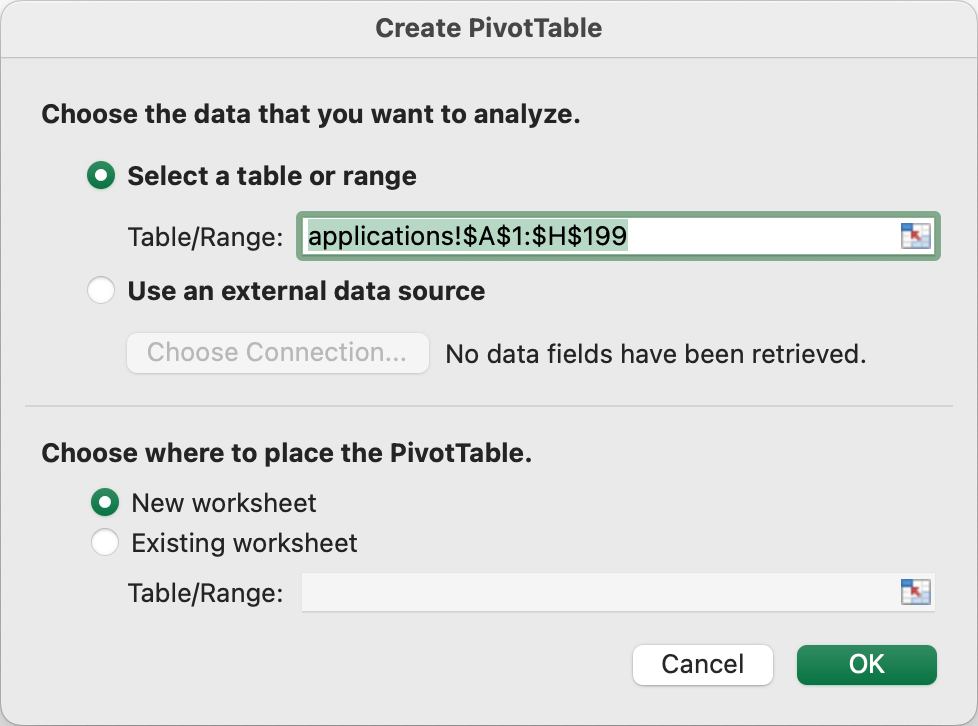 Create PivotTable
Choose the data that you want to analyze.
Select a table or range
Table/Range: applications!$A$1:$H$199
Use an external data source
Choose Connection... No data fields have been retrieved.
Choose where to place the PivotTable.
New worksheet
Existing worksheet
Table/Range:
Cancel OK